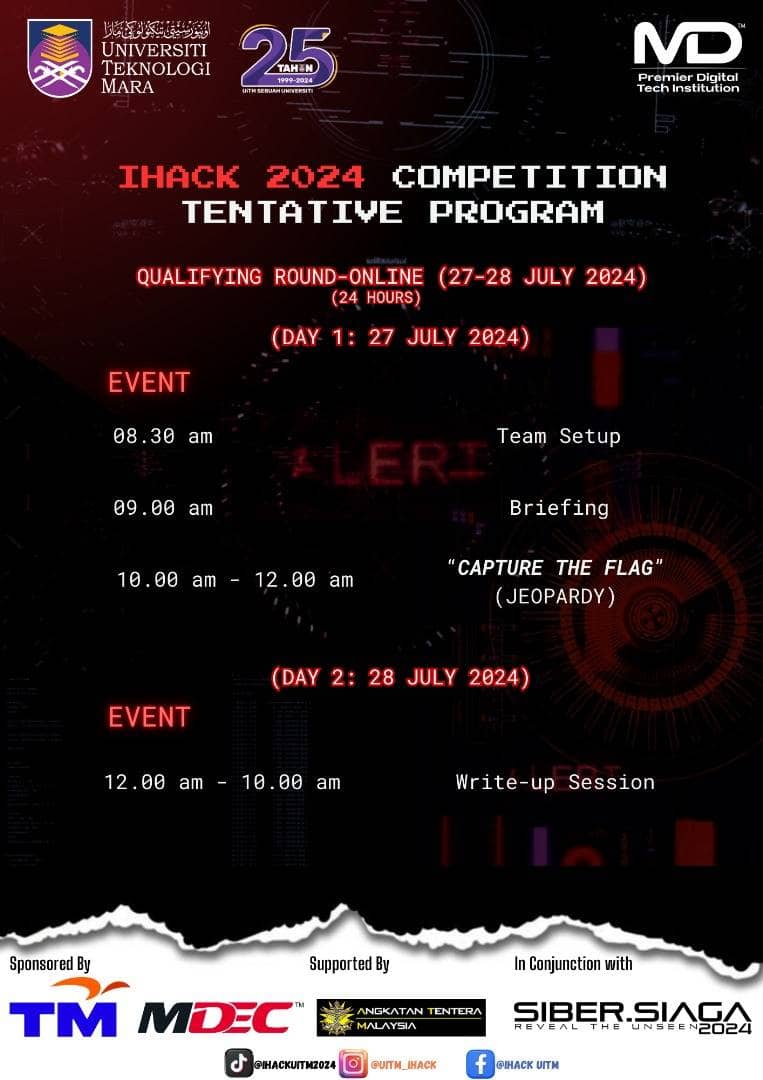 UNIVERSITI
TEKNOLOGI
MARA
25
TAHUN
1999-2024
UiTM SEBUAH UNIVERSITI
MD™
Premier Digital
Tech Institution
IHACK 2024 COMPETITION
TENTATIVE PROGRAM
QUALIFYING ROUND-ONLINE (27-28 JULY 2024)
(24 HOURS)
(DAY 1: 27 JULY 2024)
EVENT
08.30 am Team Setup
09.00 am Briefing
10.00 am - 12.00 am "CAPTURE THE FLAG"
(JEOPARDY)
(DAY 2: 28 JULY 2024)
EVENT
12.00 am - 10.00 am Write-up Session
Sponsored By Supported By In Conjunction with
TM MDEC™ ANGKATAN TENTERA MALAYSIA SIBER.SIAGA
REVEAL THE UNSEEN 2024
@IHACKUITM2024 @UITM_IHACK @IHACK UITM